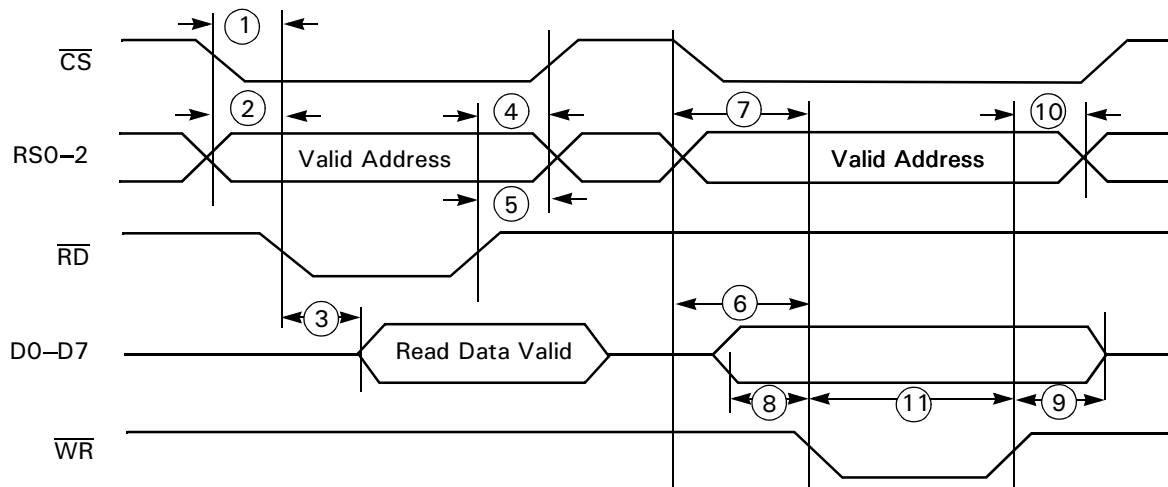 ①
CS
②
④
⑦
⑩
RS0–2
Valid Address
Valid Address
⑤
RD
⑥
③
D0–D7
Read Data Valid
⑧
⑪
⑨
WR